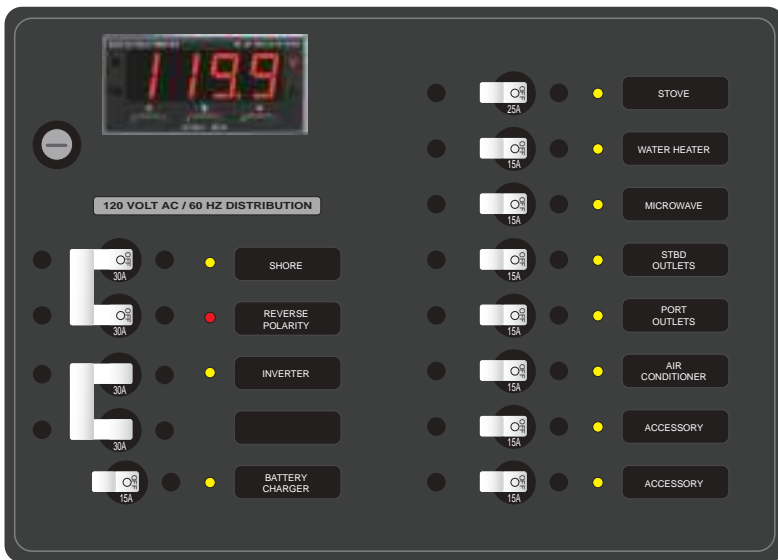 119.9
120 VOLT AC / 60 HZ DISTRIBUTION
OFF
30A
SHORE
OFF
30A
REVERSE
POLARITY
30A
INVERTER
30A
OFF
15A
BATTERY
CHARGER
OFF
25A
STOVE
OFF
15A
WATER HEATER
OFF
15A
MICROWAVE
OFF
15A
STBD
OUTLETS
OFF
15A
PORT
OUTLETS
OFF
15A
AIR
CONDITIONER
OFF
15A
ACCESSORY
OFF
15A
ACCESSORY